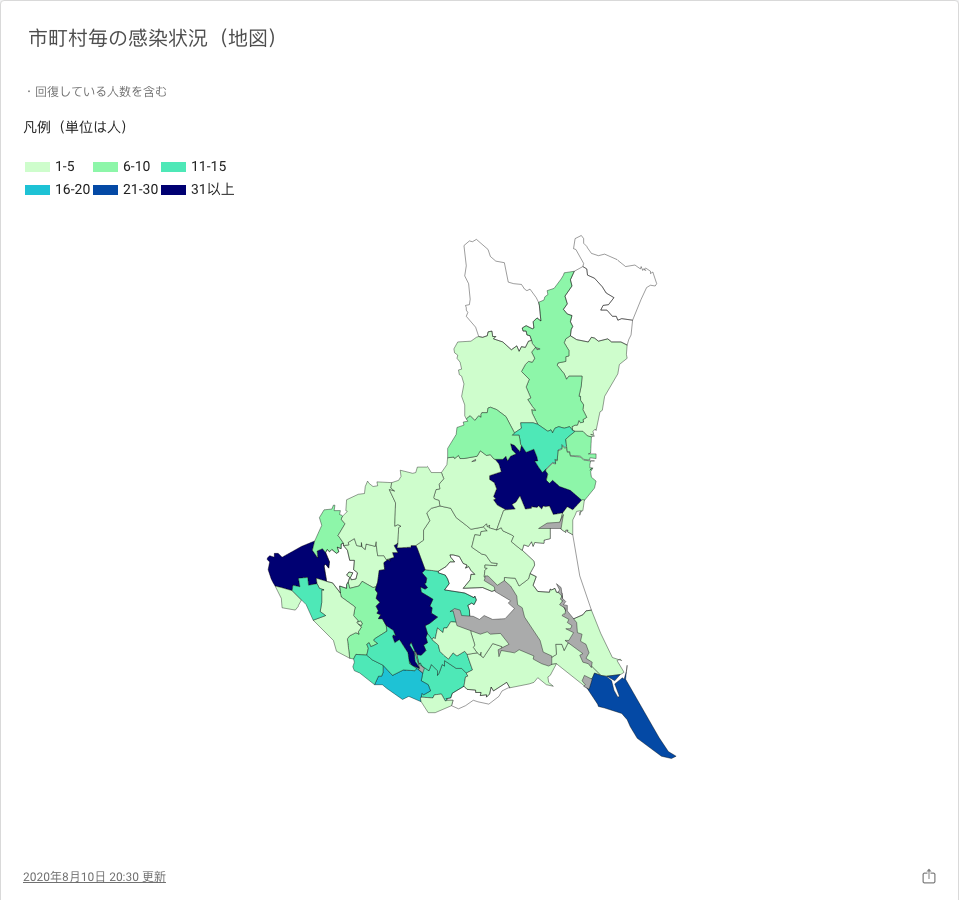 市町村毎の感染状況（地図）
・回復している人数を含む
凡例（単位は人）
1-5 6-10 11-15
16-20 21-30 31以上
2020年8月10日 20:30 更新